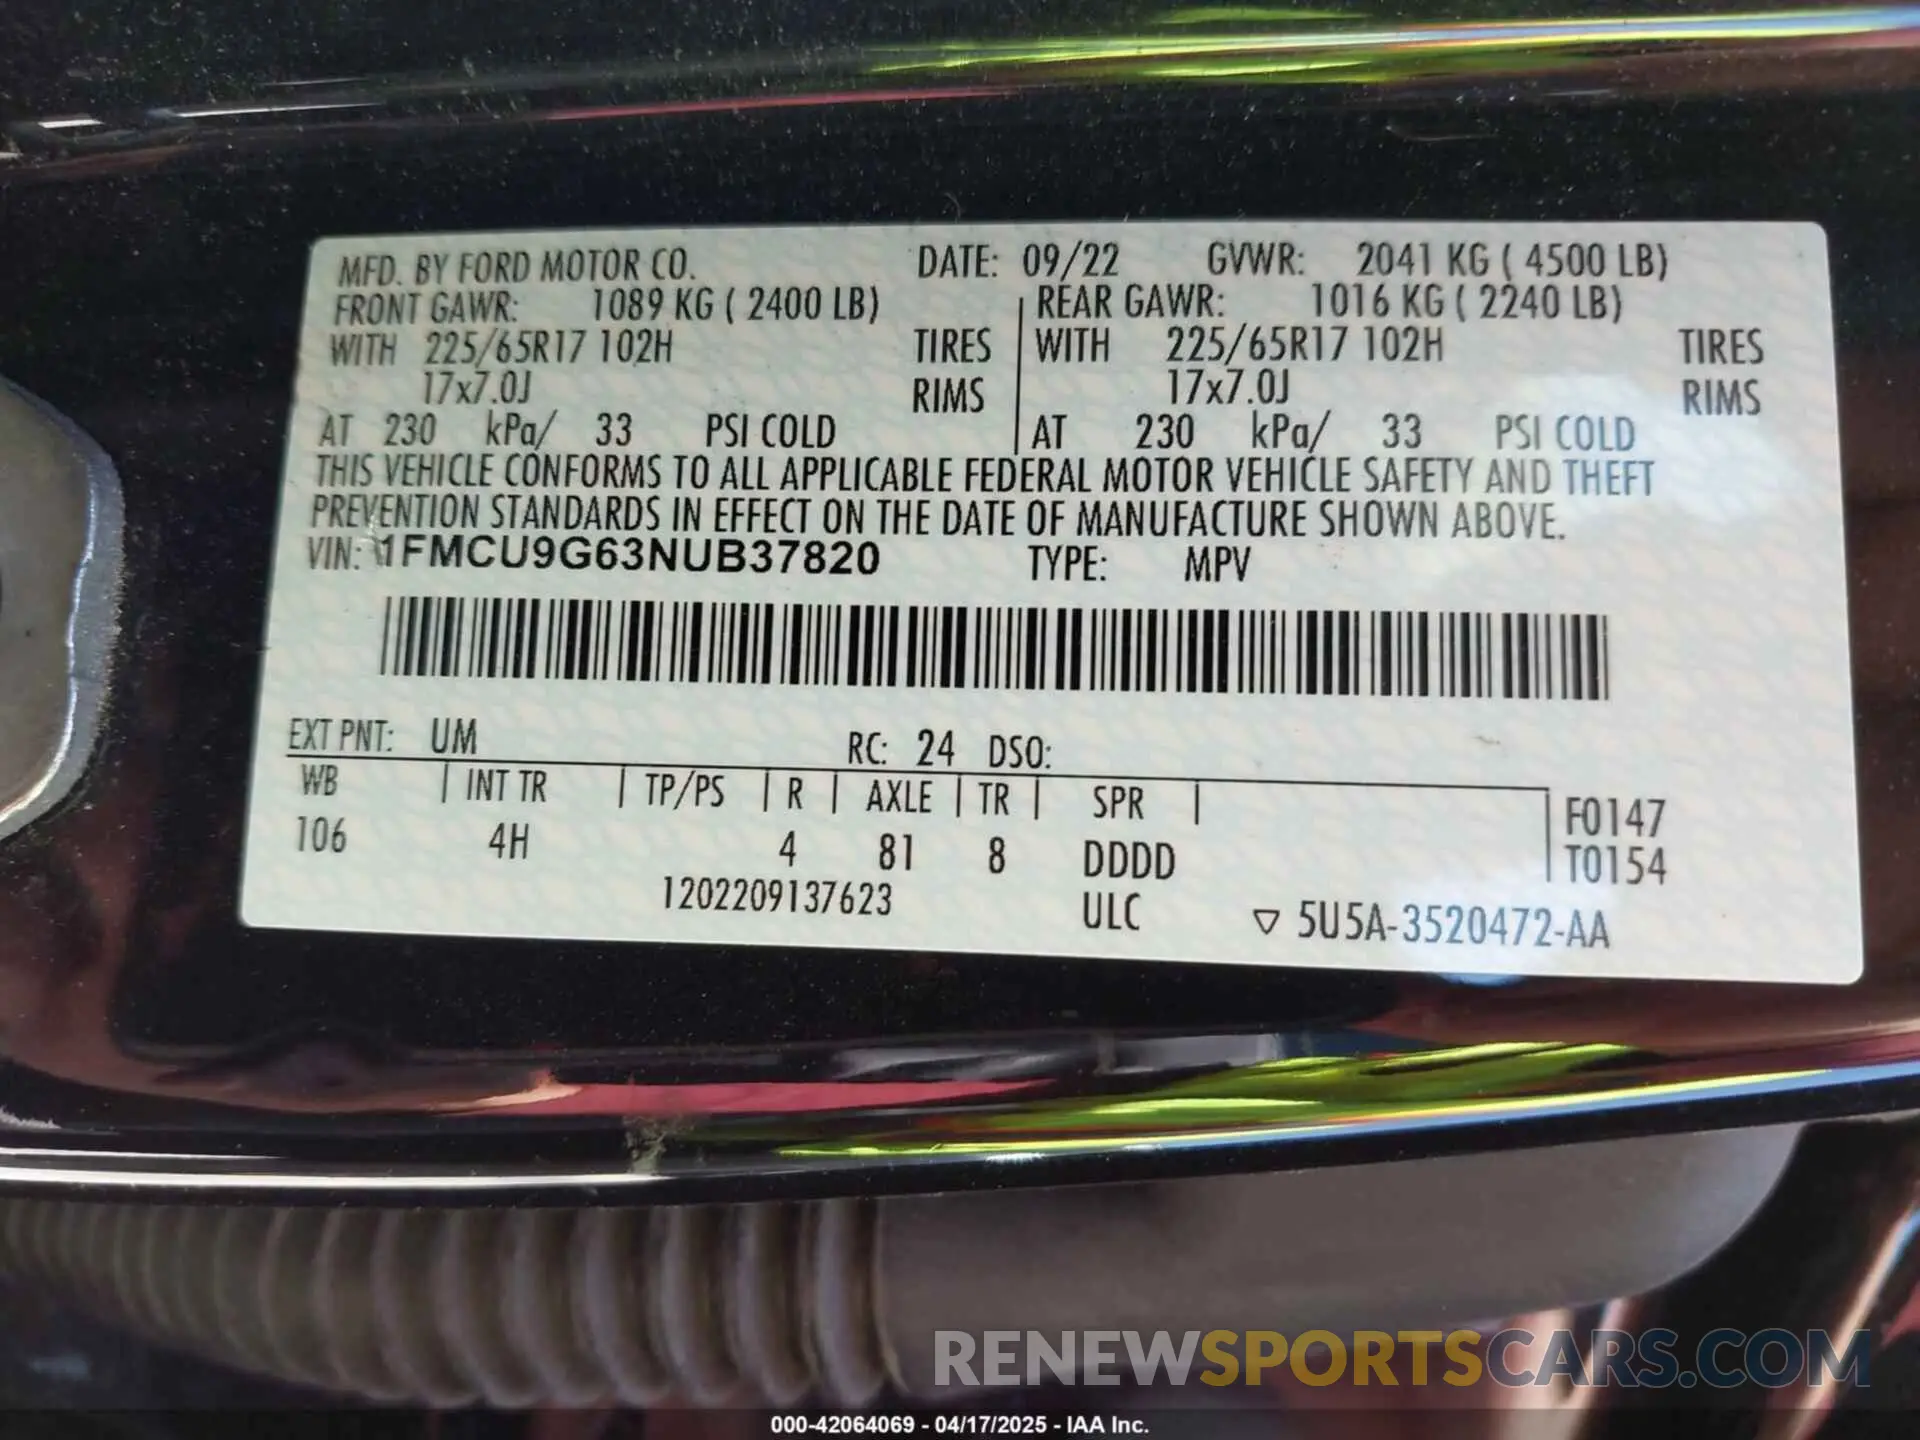 MFD. BY FORD MOTOR CO. DATE: 09/22 GVWR: 2041 KG ( 4500 LB)
FRONT GAWR: 1089 KG ( 2400 LB) REAR GAWR: 1016 KG ( 2240 LB)
WITH 225/65R17 102H TIRES WITH 225/65R17 102H TIRES
17x7.0J RIMS 17x7.0J RIMS
AT 230 kPa/ 33 PSI COLD AT 230 kPa/ 33 PSI COLD
THIS VEHICLE CONFORMS TO ALL APPLICABLE FEDERAL MOTOR VEHICLE SAFETY AND THEFT
PREVENTION STANDARDS IN EFFECT ON THE DATE OF MANUFACTURE SHOWN ABOVE.
VIN: 1FMCU9G63NUB37820 TYPE: MPV
EXT PNT: UM RC: 24 DSO:
WB | INT TR | TP/PS | R | AXLE | TR | SPR | F0147
106 4H 4 81 8 DDDD T0154
1202209137623 ULC ▽ 5U5A-3520472-AA
RENEWSPORTSCARS.COM
000-42064069 - 04/17/2025 - IAA Inc.